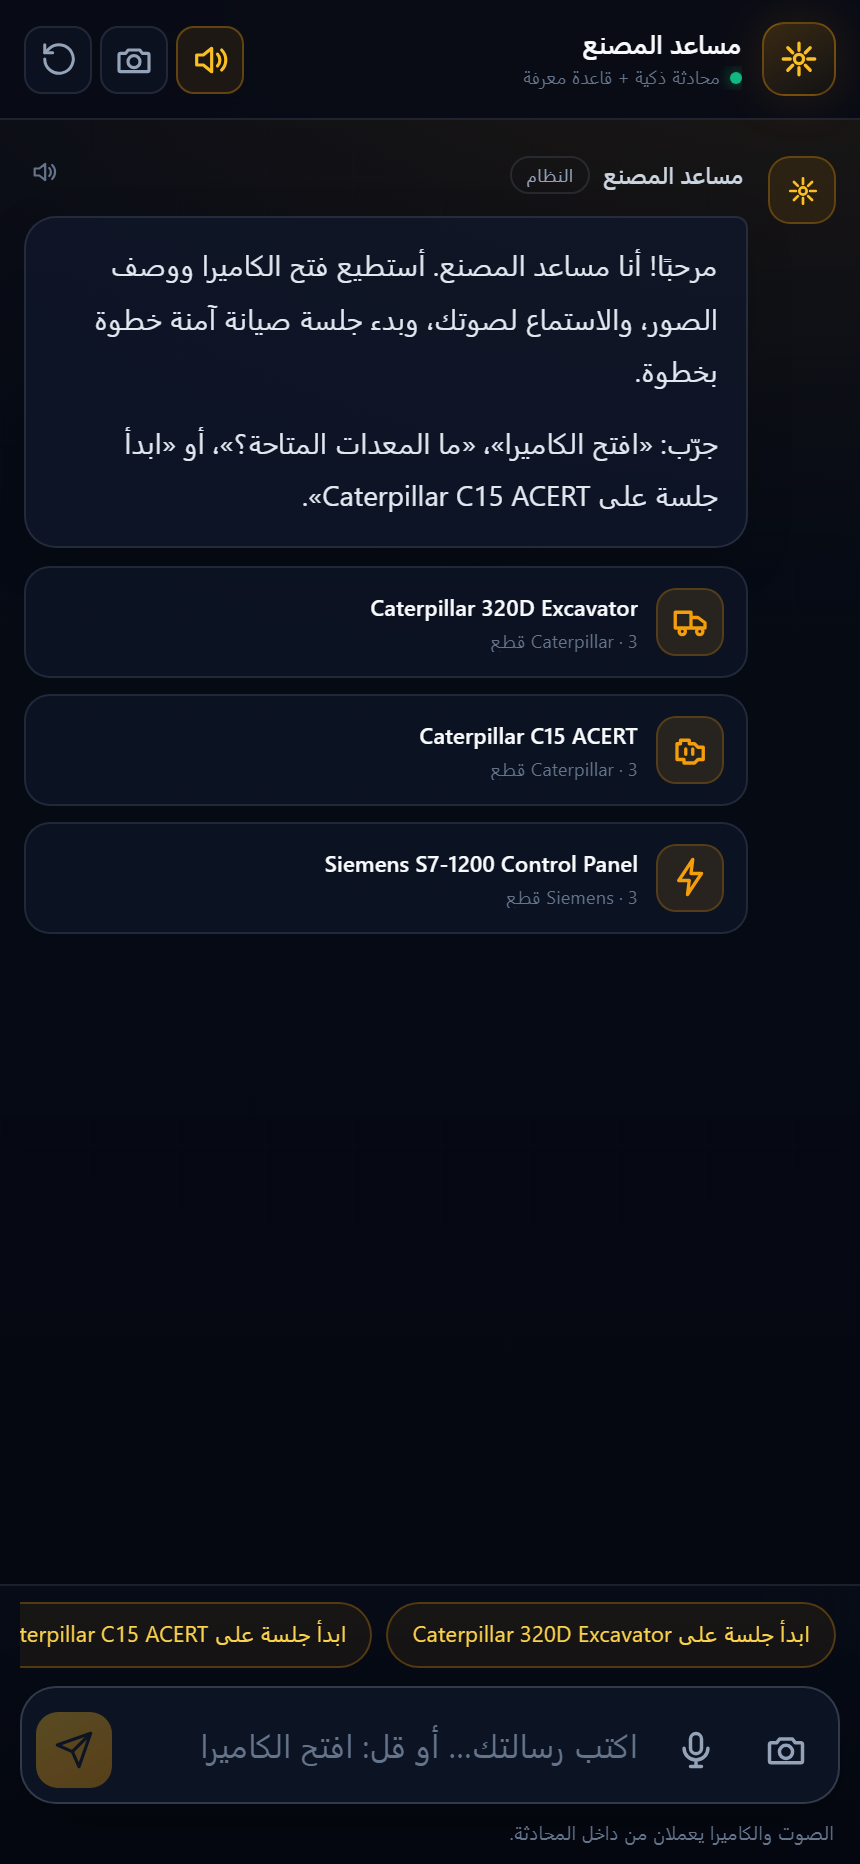 مساعد المصنع
محادثة ذكية + قاعدة معرفة
مساعد المصنع
النظام
مرحبًا! أنا مساعد المصنع. أستطيع فتح الكاميرا ووصف
الصور، والاستماع لصوتك، وبدء جلسة صيانة آمنة خطوة
بخطوة.
جرّب: «افتح الكاميرا»، «ما المعدات المتاحة؟»، أو «ابدأ
جلسة على Caterpillar C15 ACERT».
Caterpillar 320D Excavator
Caterpillar · 3 قطع
Caterpillar C15 ACERT
Caterpillar · 3 قطع
Siemens S7-1200 Control Panel
Siemens · 3 قطع
ابدأ جلسة على Caterpillar 320D Excavator
ابدأ جلسة على terpillar C15 ACERT
اكتب رسالتك... أو قل: افتح الكاميرا
الصوت والكاميرا يعملان من داخل المحادثة.